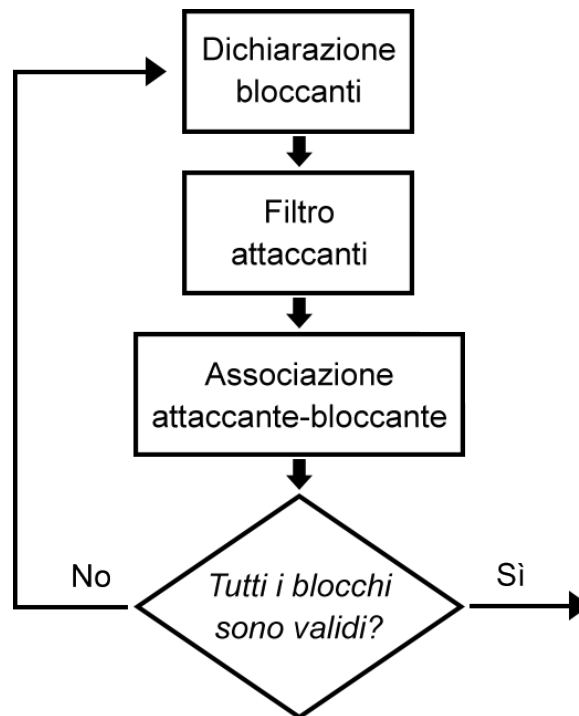 Dichiarazione
bloccanti
Filtro
attaccanti
Associazione
attaccante-bloccante
No
Tutti i blocchi
sono validi?
Sì